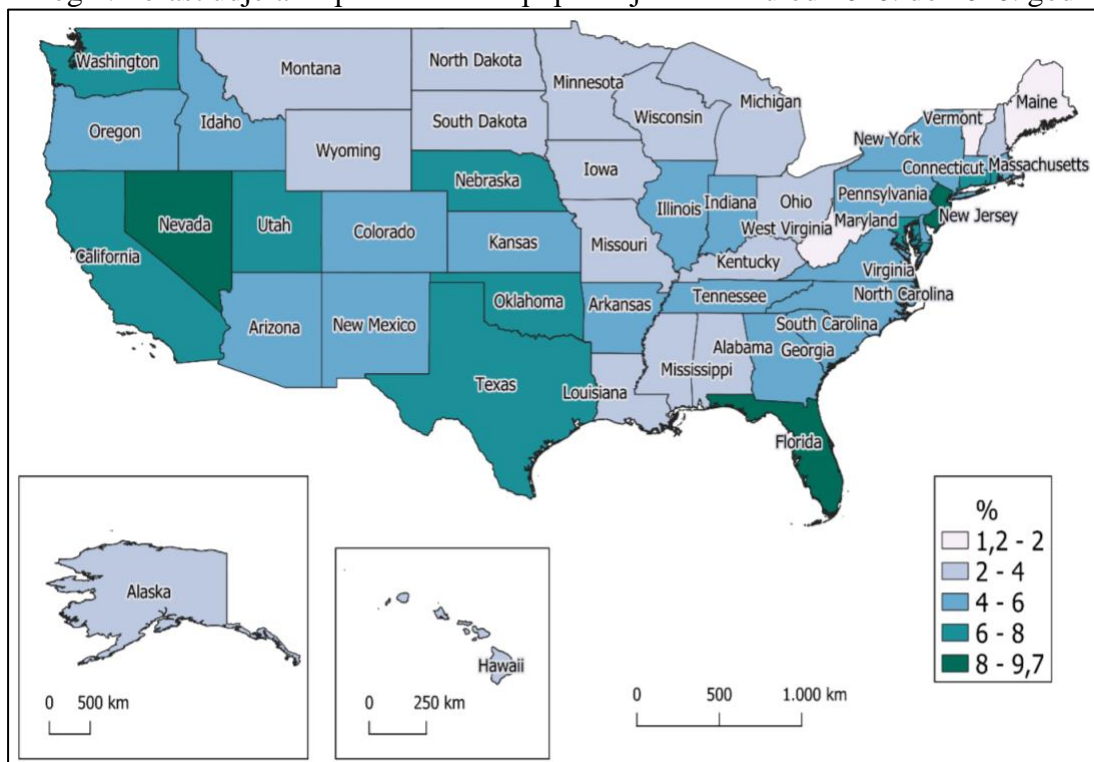 Washington
Montana
North Dakota
Minnesota
Maine
Vermont
Michigan
Wisconsin
South Dakota
Idaho
Oregon
New York
Wyoming
Connecticut
Massachusetts
Iowa
Nebraska
Pennsylvania
Ohio
Indiana
Illinois
New Jersey
Maryland
West Virginia
Nevada
Utah
Colorado
Kansas
Missouri
California
Kentucky
Virginia
North Carolina
Tennessee
Oklahoma
Arkansas
South Carolina
Arizona
New Mexico
Alabama
Georgia
Mississippi
Texas
Louisiana
Florida
%
1,2 - 2
2 - 4
4 - 6
6 - 8
8 - 9,7
Alaska
0 500 km
Hawaii
0 250 km
0 500 1.000 km